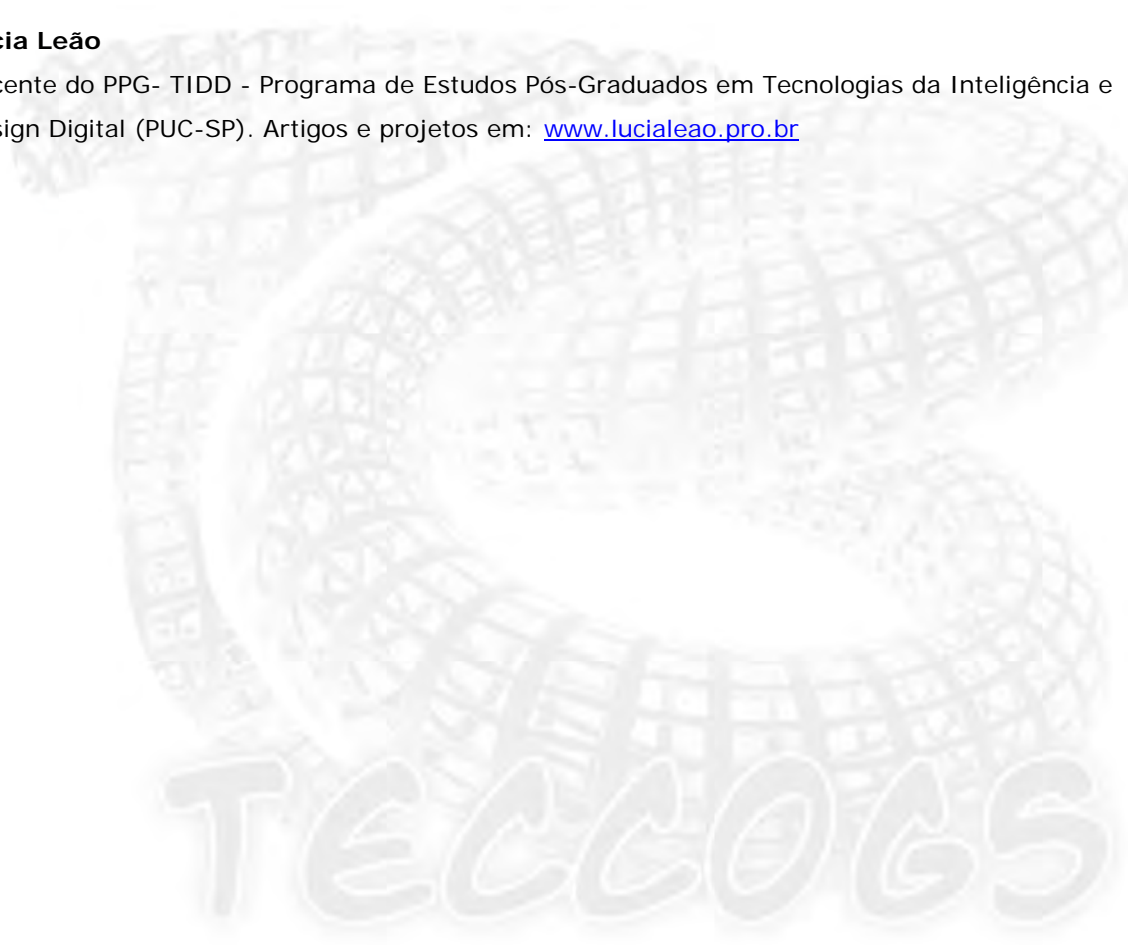 cia Leão
cente do PPG- TIDD - Programa de Estudos Pós-Graduados em Tecnologias da Inteligência e
sign Digital (PUC-SP). Artigos e projetos em: www.lucialeao.pro.br
TECCOGS